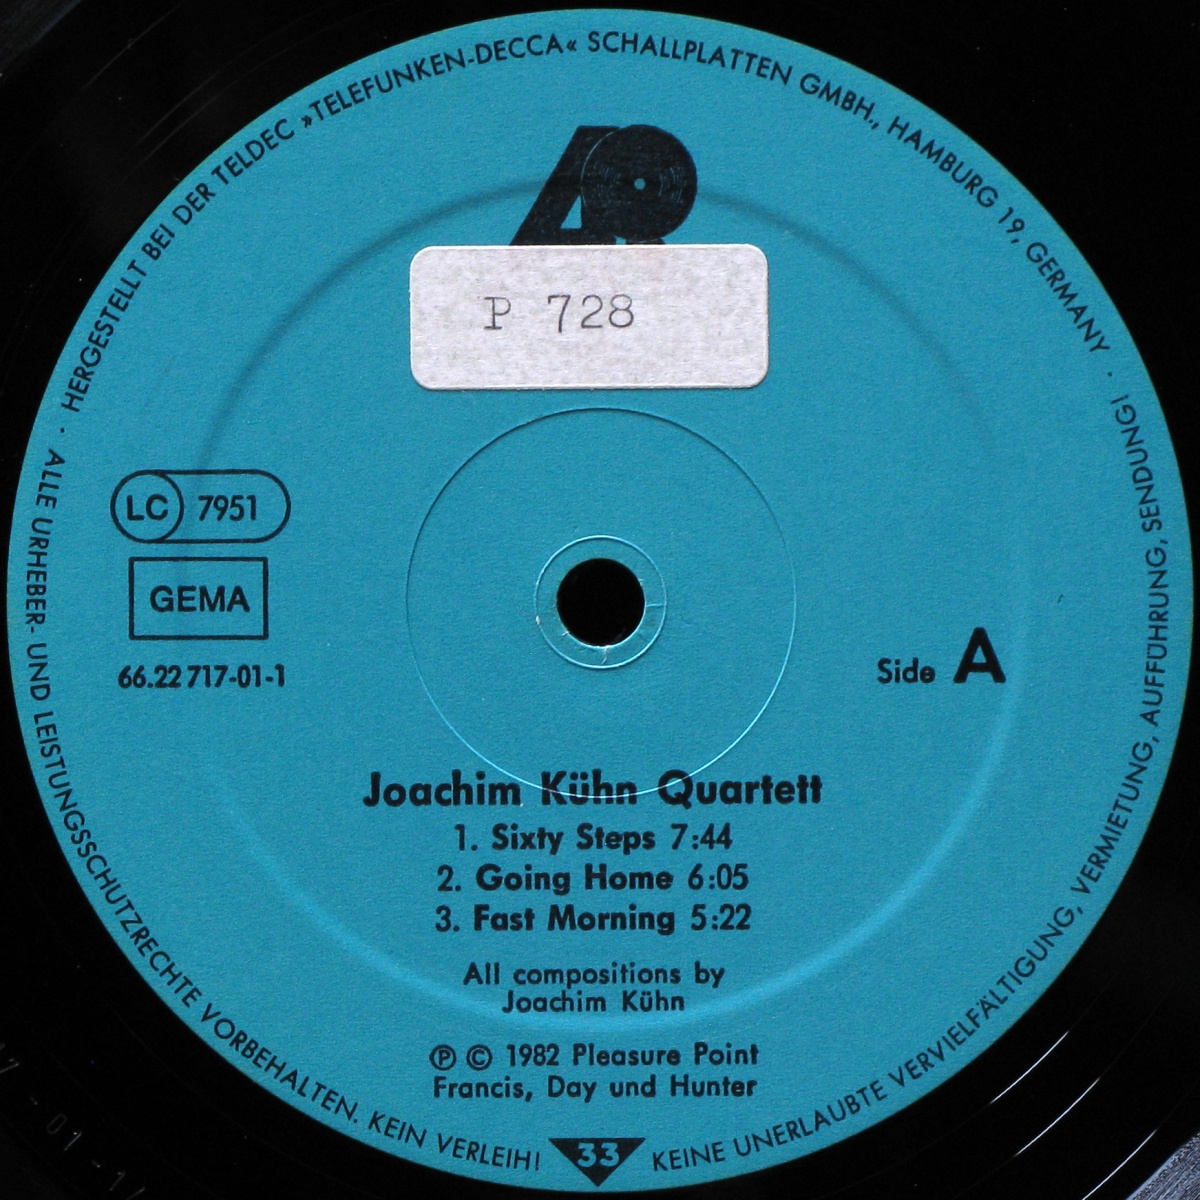 HERGESTELLT BEI DER TELDEC »TELEFUNKEN-DECCA« SCHALLPLATTEN GMBH., HAMBURG 19, GERMANY ·
P 728
LC 7951
GEMA
66.22 717-01-1
Side A
Joachim Kühn Quartett
1. Sixty Steps 7:44
2. Going Home 6:05
3. Fast Morning 5:22
All compositions by
Joachim Kühn
℗ © 1982 Pleasure Point
Francis, Day und Hunter
33
· ALLE URHEBER- UND LEISTUNGSSCHUTZRECHTE VORBEHALTEN. KEIN VERLEIH! KEINE UNERLAUBTE VERVIELFÄLTIGUNG, VERMIETUNG, AUFFÜHRUNG, SENDUNG!